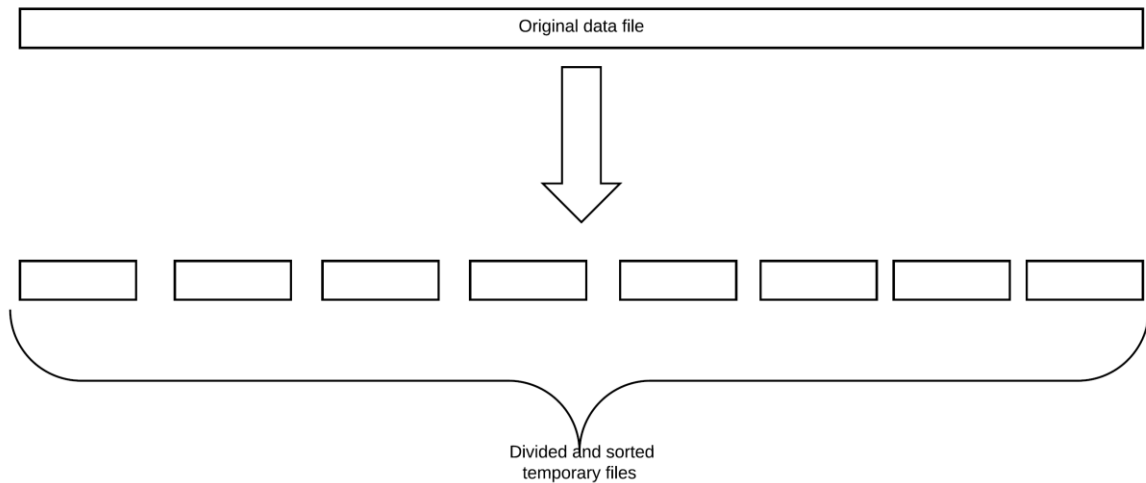 Original data file
Divided and sorted
temporary files